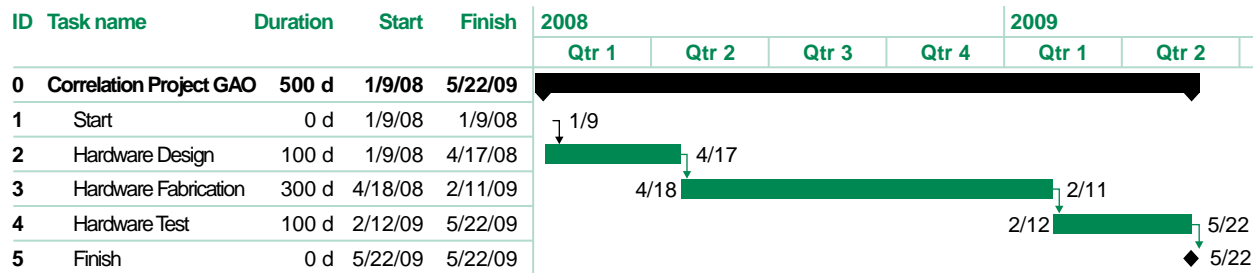 ID Task name Duration Start Finish 2008 2009
Qtr 1 Qtr 2 Qtr 3 Qtr 4 Qtr 1 Qtr 2
0 Correlation Project GAO 500 d 1/9/08 5/22/09
1 Start 0 d 1/9/08 1/9/08 1/9
2 Hardware Design 100 d 1/9/08 4/17/08 4/17
3 Hardware Fabrication 300 d 4/18/08 2/11/09 4/18 2/11
4 Hardware Test 100 d 2/12/09 5/22/09 2/12 5/22
5 Finish 0 d 5/22/09 5/22/09 5/22